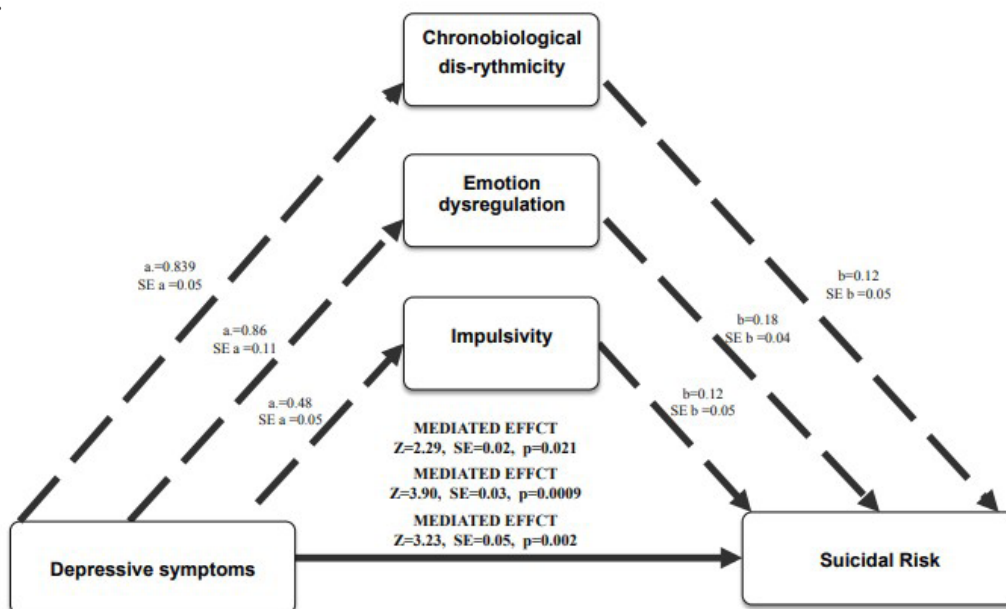 Chronobiological
dis-rythmicity
Emotion
dysregulation
a.=0.839
SE a =0.05
b=0.12
SE b =0.05
a.=0.86
SE a =0.11
Impulsivity
b=0.18
SE b =0.04
a.=0.48
SE a =0.05
b=0.12
SE b =0.05
MEDIATED EFFCT
Z=2.29, SE=0.02, p=0.021
MEDIATED EFFCT
Z=3.90, SE=0.03, p=0.0009
MEDIATED EFFCT
Z=3.23, SE=0.05, p=0.002
Depressive symptoms
Suicidal Risk